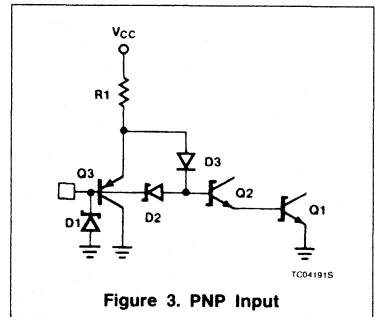 VCC
R1
D3
Q3
Q2
Q1
D1
D2
TC04191S
Figure 3. PNP Input